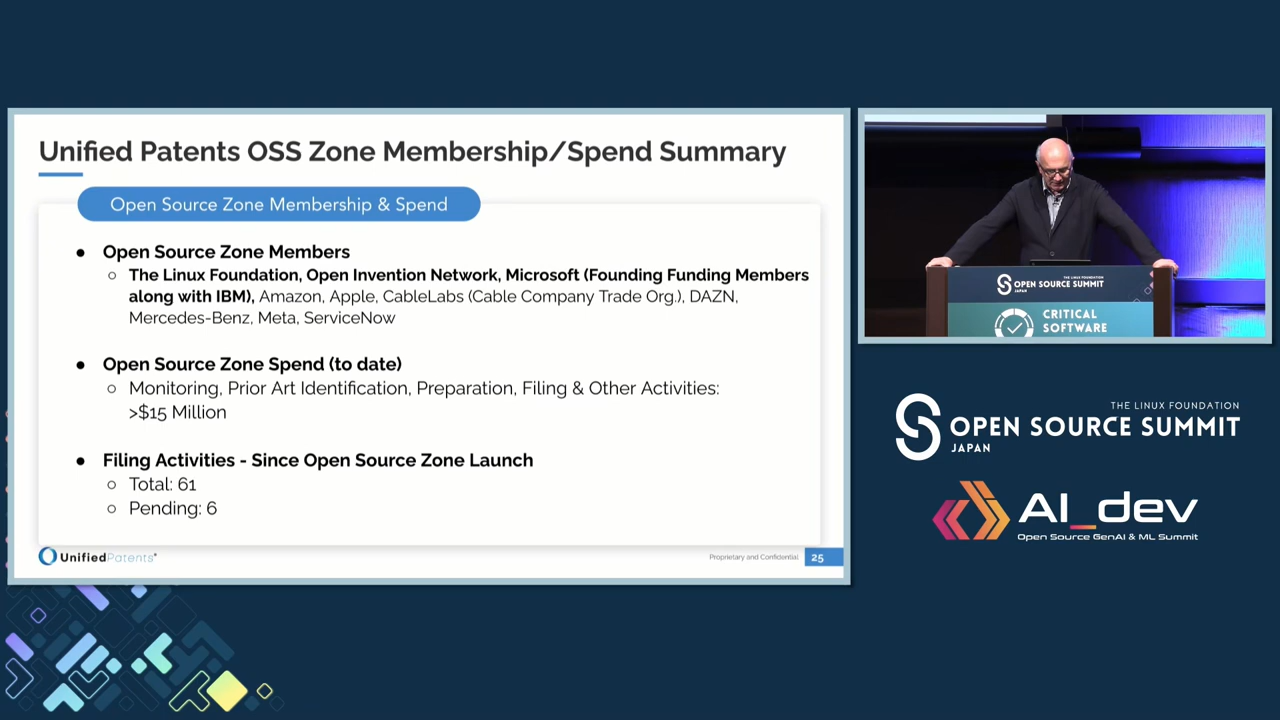 Unified Patents OSS Zone Membership/Spend Summary
Open Source Zone Membership & Spend
● Open Source Zone Members
○ The Linux Foundation, Open Invention Network, Microsoft (Founding Funding Members
along with IBM), Amazon, Apple, CableLabs (Cable Company Trade Org.), DAZN,
Mercedes-Benz, Meta, ServiceNow
● Open Source Zone Spend (to date)
○ Monitoring, Prior Art Identification, Preparation, Filing & Other Activities:
>$15 Million
● Filing Activities - Since Open Source Zone Launch
○ Total: 61
○ Pending: 6
UnifiedPatents
Proprietary and Confidential
25
THE LINUX FOUNDATION
OPEN SOURCE SUMMIT
JAPAN
CRITICAL
SOFTWARE
THE LINUX FOUNDATION
OPEN SOURCE SUMMIT
JAPAN
AI_dev
Open Source GenAI & ML Summit